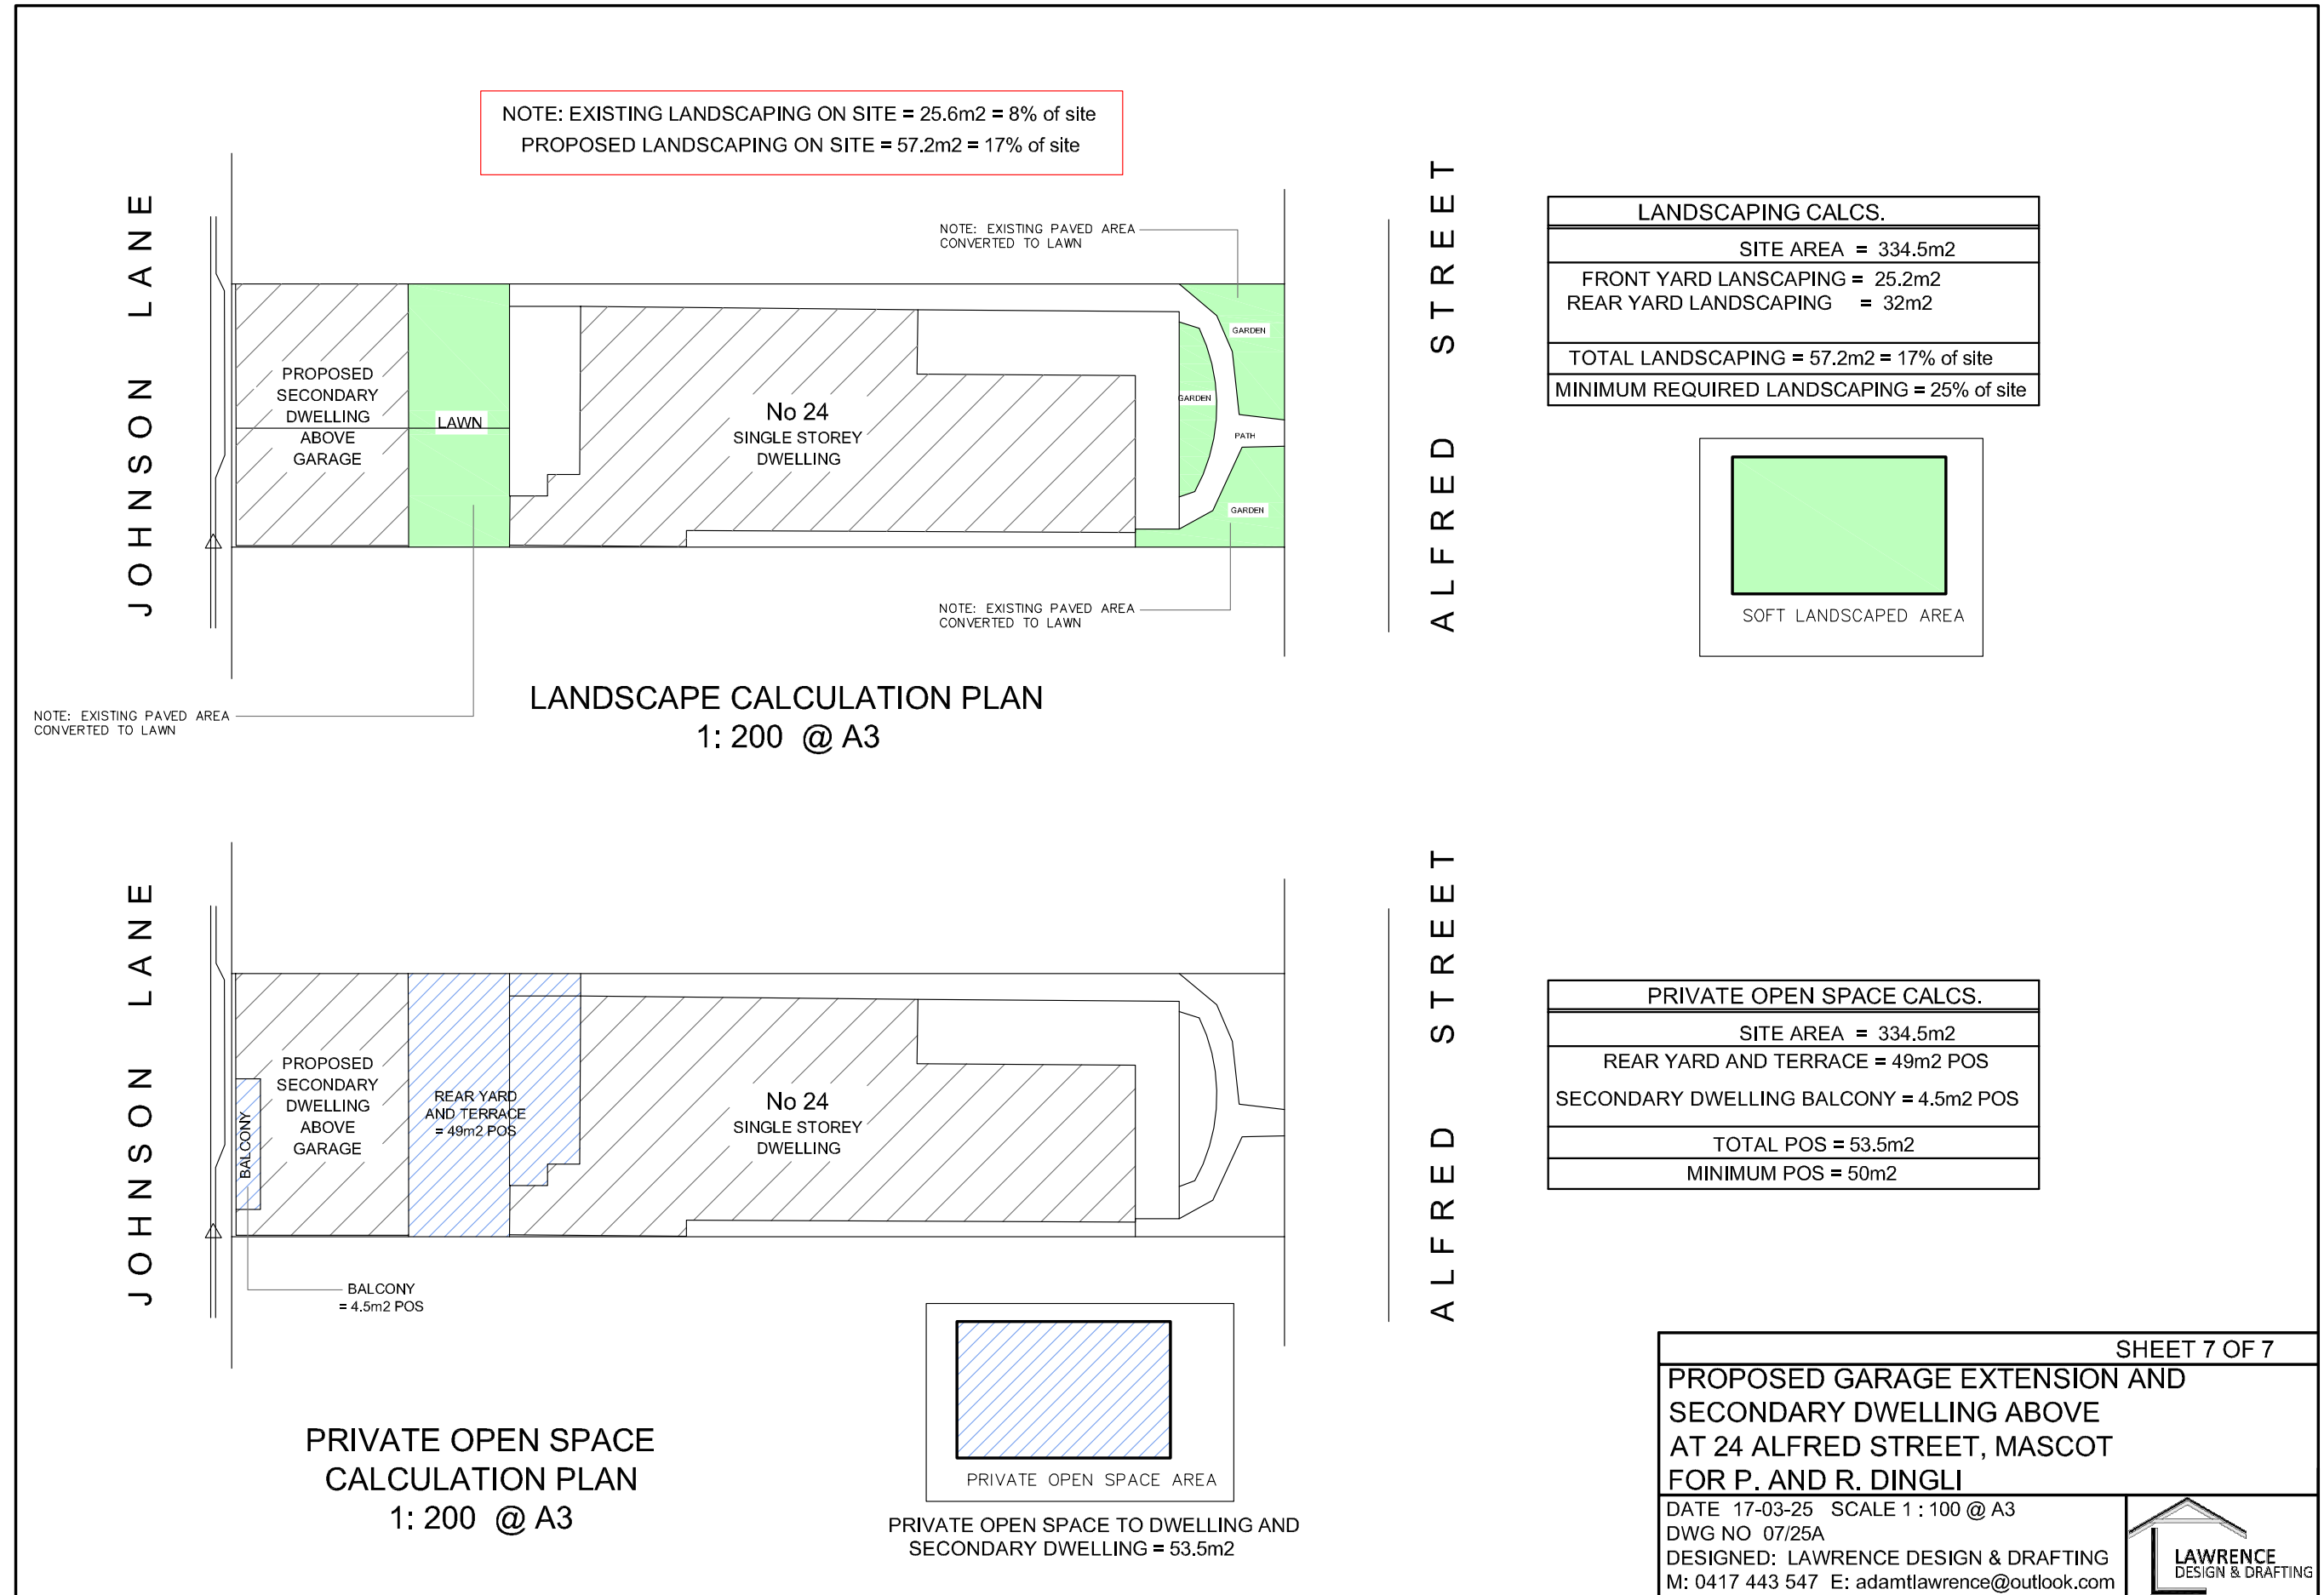 NOTE: EXISTING LANDSCAPING ON SITE = 25.6m2 = 8% of site
PROPOSED LANDSCAPING ON SITE = 57.2m2 = 17% of site
JOHNSON LANE
NOTE: EXISTING PAVED AREA
CONVERTED TO LAWN
PROPOSED
SECONDARY
DWELLING
ABOVE
GARAGE
LAWN
No 24
SINGLE STOREY
DWELLING
GARDEN
GARDEN
PATH
GARDEN
NOTE: EXISTING PAVED AREA
CONVERTED TO LAWN
NOTE: EXISTING PAVED AREA
CONVERTED TO LAWN
ALFRED STREET
LANDSCAPE CALCULATION PLAN
1: 200 @ A3
LANDSCAPING CALCS.
SITE AREA = 334.5m2
FRONT YARD LANSCAPING = 25.2m2
REAR YARD LANDSCAPING = 32m2
TOTAL LANDSCAPING = 57.2m2 = 17% of site
MINIMUM REQUIRED LANDSCAPING = 25% of site
SOFT LANDSCAPED AREA
JOHNSON LANE
BALCONY
PROPOSED
SECONDARY
DWELLING
ABOVE
GARAGE
REAR YARD
AND TERRACE
= 49m2 POS
No 24
SINGLE STOREY
DWELLING
BALCONY
= 4.5m2 POS
ALFRED STREET
PRIVATE OPEN SPACE
CALCULATION PLAN
1: 200 @ A3
PRIVATE OPEN SPACE AREA
PRIVATE OPEN SPACE TO DWELLING AND
SECONDARY DWELLING = 53.5m2
PRIVATE OPEN SPACE CALCS.
SITE AREA = 334.5m2
REAR YARD AND TERRACE = 49m2 POS
SECONDARY DWELLING BALCONY = 4.5m2 POS
TOTAL POS = 53.5m2
MINIMUM POS = 50m2
SHEET 7 OF 7
PROPOSED GARAGE EXTENSION AND
SECONDARY DWELLING ABOVE
AT 24 ALFRED STREET, MASCOT
FOR P. AND R. DINGLI
DATE 17-03-25 SCALE 1 : 100 @ A3
DWG NO 07/25A
DESIGNED: LAWRENCE DESIGN & DRAFTING
M: 0417 443 547 E: adamtlawrence@outlook.com
LAWRENCE
DESIGN & DRAFTING